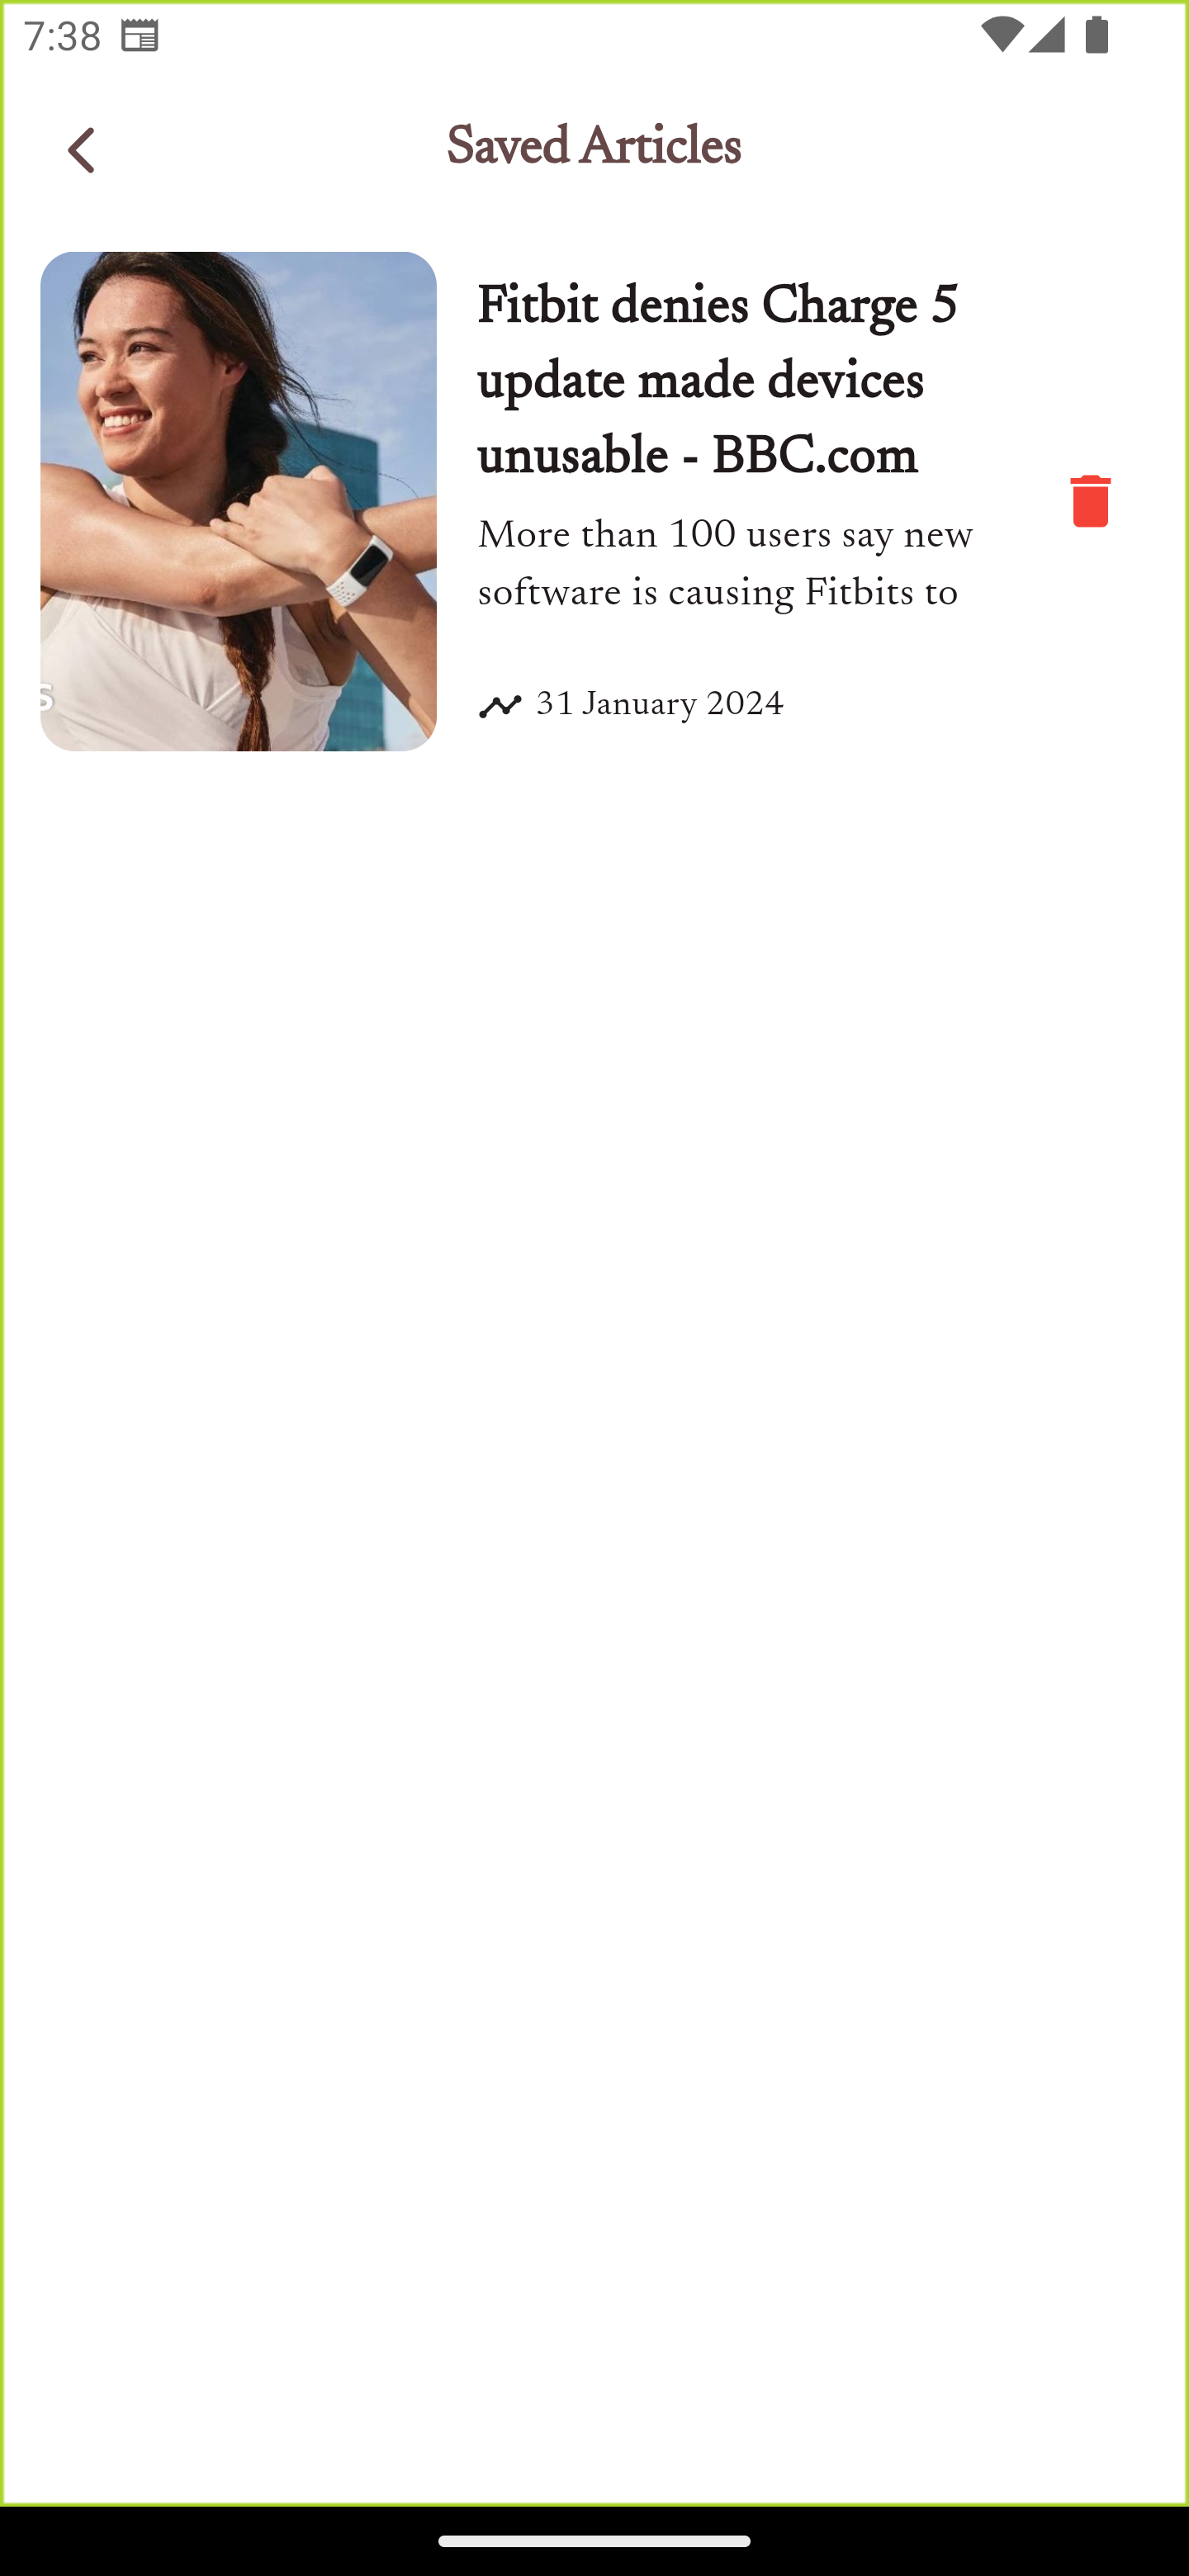 7:38
Saved Articles
Fitbit denies Charge 5
update made devices
unusable - BBC.com
More than 100 users say new
software is causing Fitbits to
31 January 2024
s